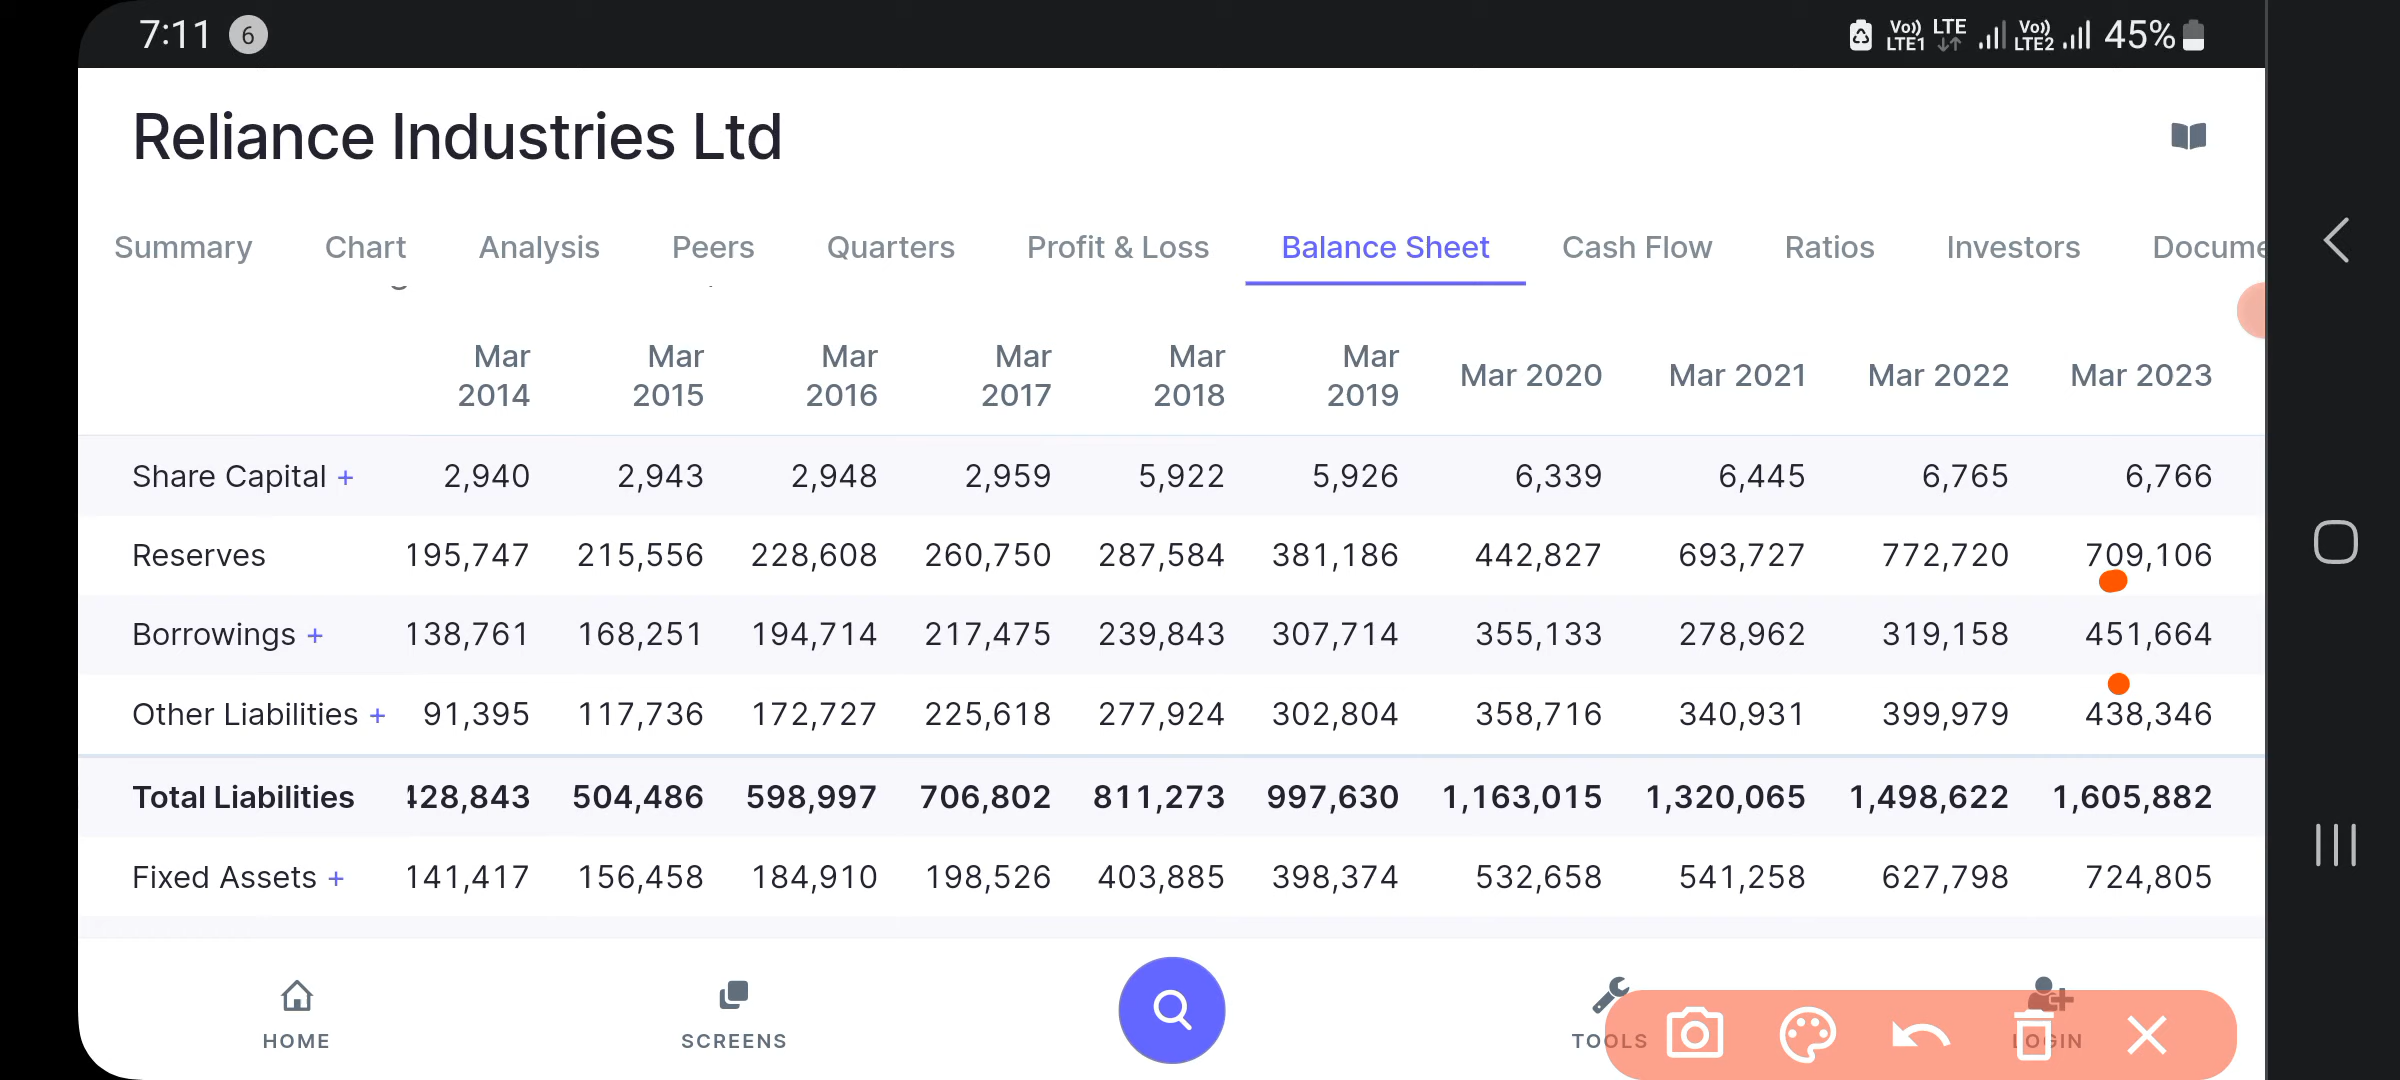 7:11 6 Vo)) LTE1 LTE Vo)) LTE2 45%
Reliance Industries Ltd
Summary Chart Analysis Peers Quarters Profit & Loss Balance Sheet Cash Flow Ratios Investors Docume
Mar 2014 Mar 2015 Mar 2016 Mar 2017 Mar 2018 Mar 2019 Mar 2020 Mar 2021 Mar 2022 Mar 2023
Share Capital + 2,940 2,943 2,948 2,959 5,922 5,926 6,339 6,445 6,765 6,766
Reserves 195,747 215,556 228,608 260,750 287,584 381,186 442,827 693,727 772,720 709,106
Borrowings + 138,761 168,251 194,714 217,475 239,843 307,714 355,133 278,962 319,158 451,664
Other Liabilities + 91,395 117,736 172,727 225,618 277,924 302,804 358,716 340,931 399,979 438,346
Total Liabilities 428,843 504,486 598,997 706,802 811,273 997,630 1,163,015 1,320,065 1,498,622 1,605,882
Fixed Assets + 141,417 156,458 184,910 198,526 403,885 398,374 532,658 541,258 627,798 724,805
HOME SCREENS TOOLS LOGIN